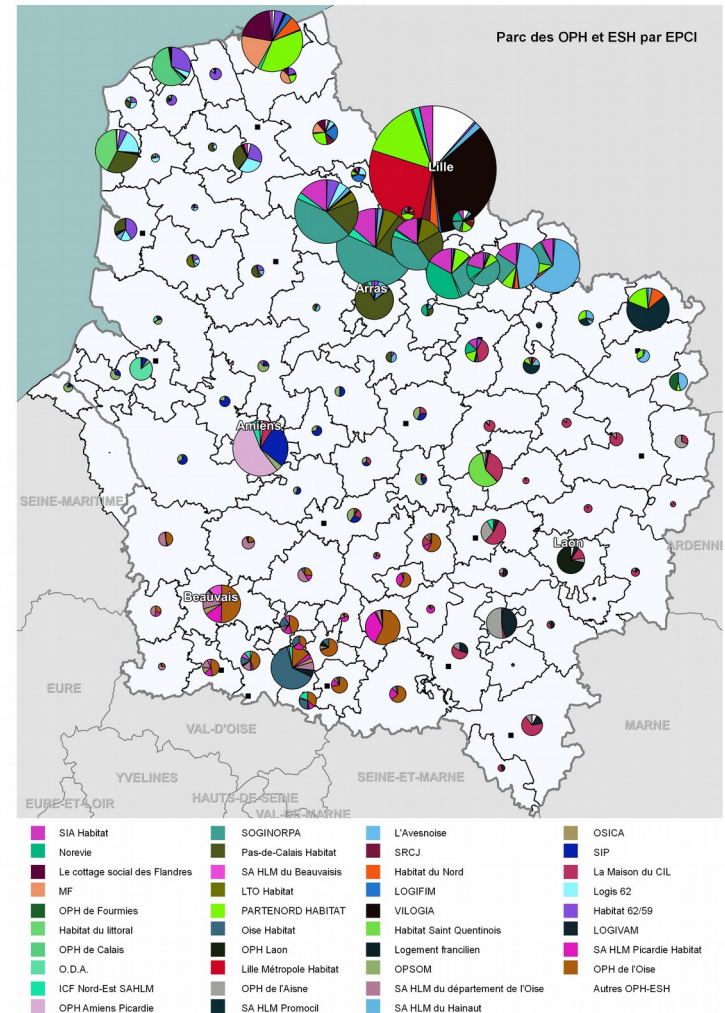 Parc des OPH et ESH par EPCI
Lille
Arras
Amiens
SEINE-MARITIME
Laon
ARDENN
Beauvais
EURE
VAL-D'OISE
MARNE
YVELINES
SEINE-ET-MARNE
HAUTS-DE-SEINE
EURE-ET-LOIR
VAL-DE-MARNE
SIA Habitat
Norevie
Le cottage social des Flandres
MF
OPH de Fourmies
Habitat du littoral
OPH de Calais
O.D.A.
ICF Nord-Est SAHLM
OPH Amiens Picardie
SOGINORPA
Pas-de-Calais Habitat
SA HLM du Beauvaisis
LTO Habitat
PARTENORD HABITAT
Oise Habitat
OPH Laon
Lille Métropole Habitat
OPH de l'Aisne
SA HLM Promocil
L'Avesnoise
SRCJ
Habitat du Nord
LOGIFIM
VILOGIA
Habitat Saint Quentinois
Logement francilien
OPSOM
SA HLM du département de l'Oise
SA HLM du Hainaut
OSICA
SIP
La Maison du CIL
Logis 62
Habitat 62/59
LOGIVAM
SA HLM Picardie Habitat
OPH de l'Oise
Autres OPH-ESH